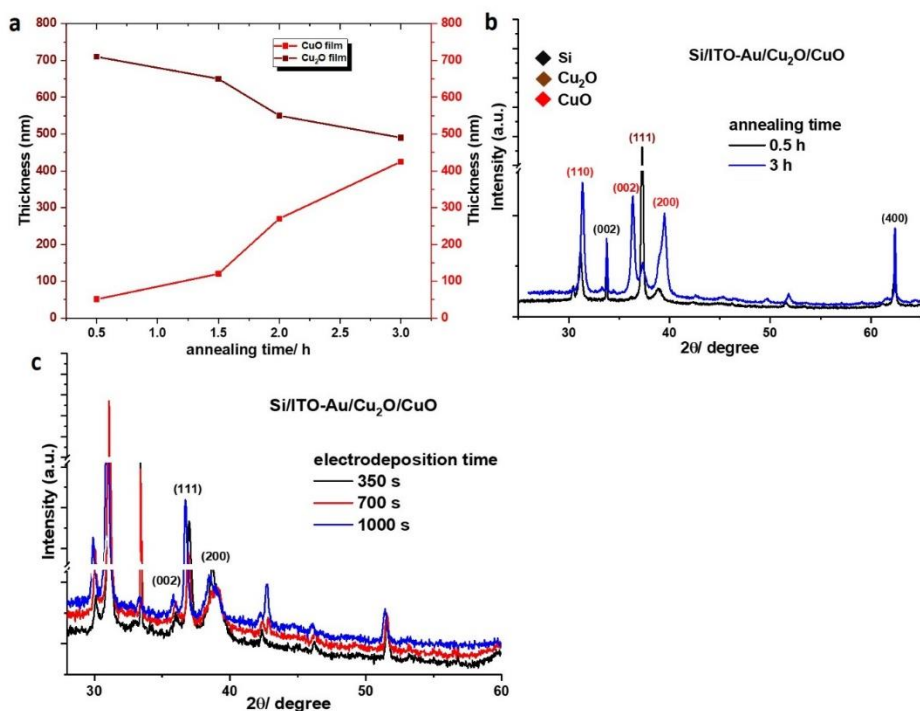 a
800
700
600
500
400
300
200
100
0
Thickness (nm)
CuO film
Cu₂O film
800
700
600
500
400
300
200
100
0
Thickness (nm)
0.5 1.0 1.5 2.0 2.5 3.0
annealing time/ h
b
Si/ITO-Au/Cu₂O/CuO
Si
Cu₂O
CuO
annealing time
0.5 h
3 h
Intensity (a.u.)
(110)
(002)
(002)
(111)
(200)
(400)
30 40 50 60
2θ/ degree
c
Si/ITO-Au/Cu₂O/CuO
electrodeposition time
350 s
700 s
1000 s
Intensity (a.u.)
(002)
(111)
(200)
30 40 50 60
2θ/ degree